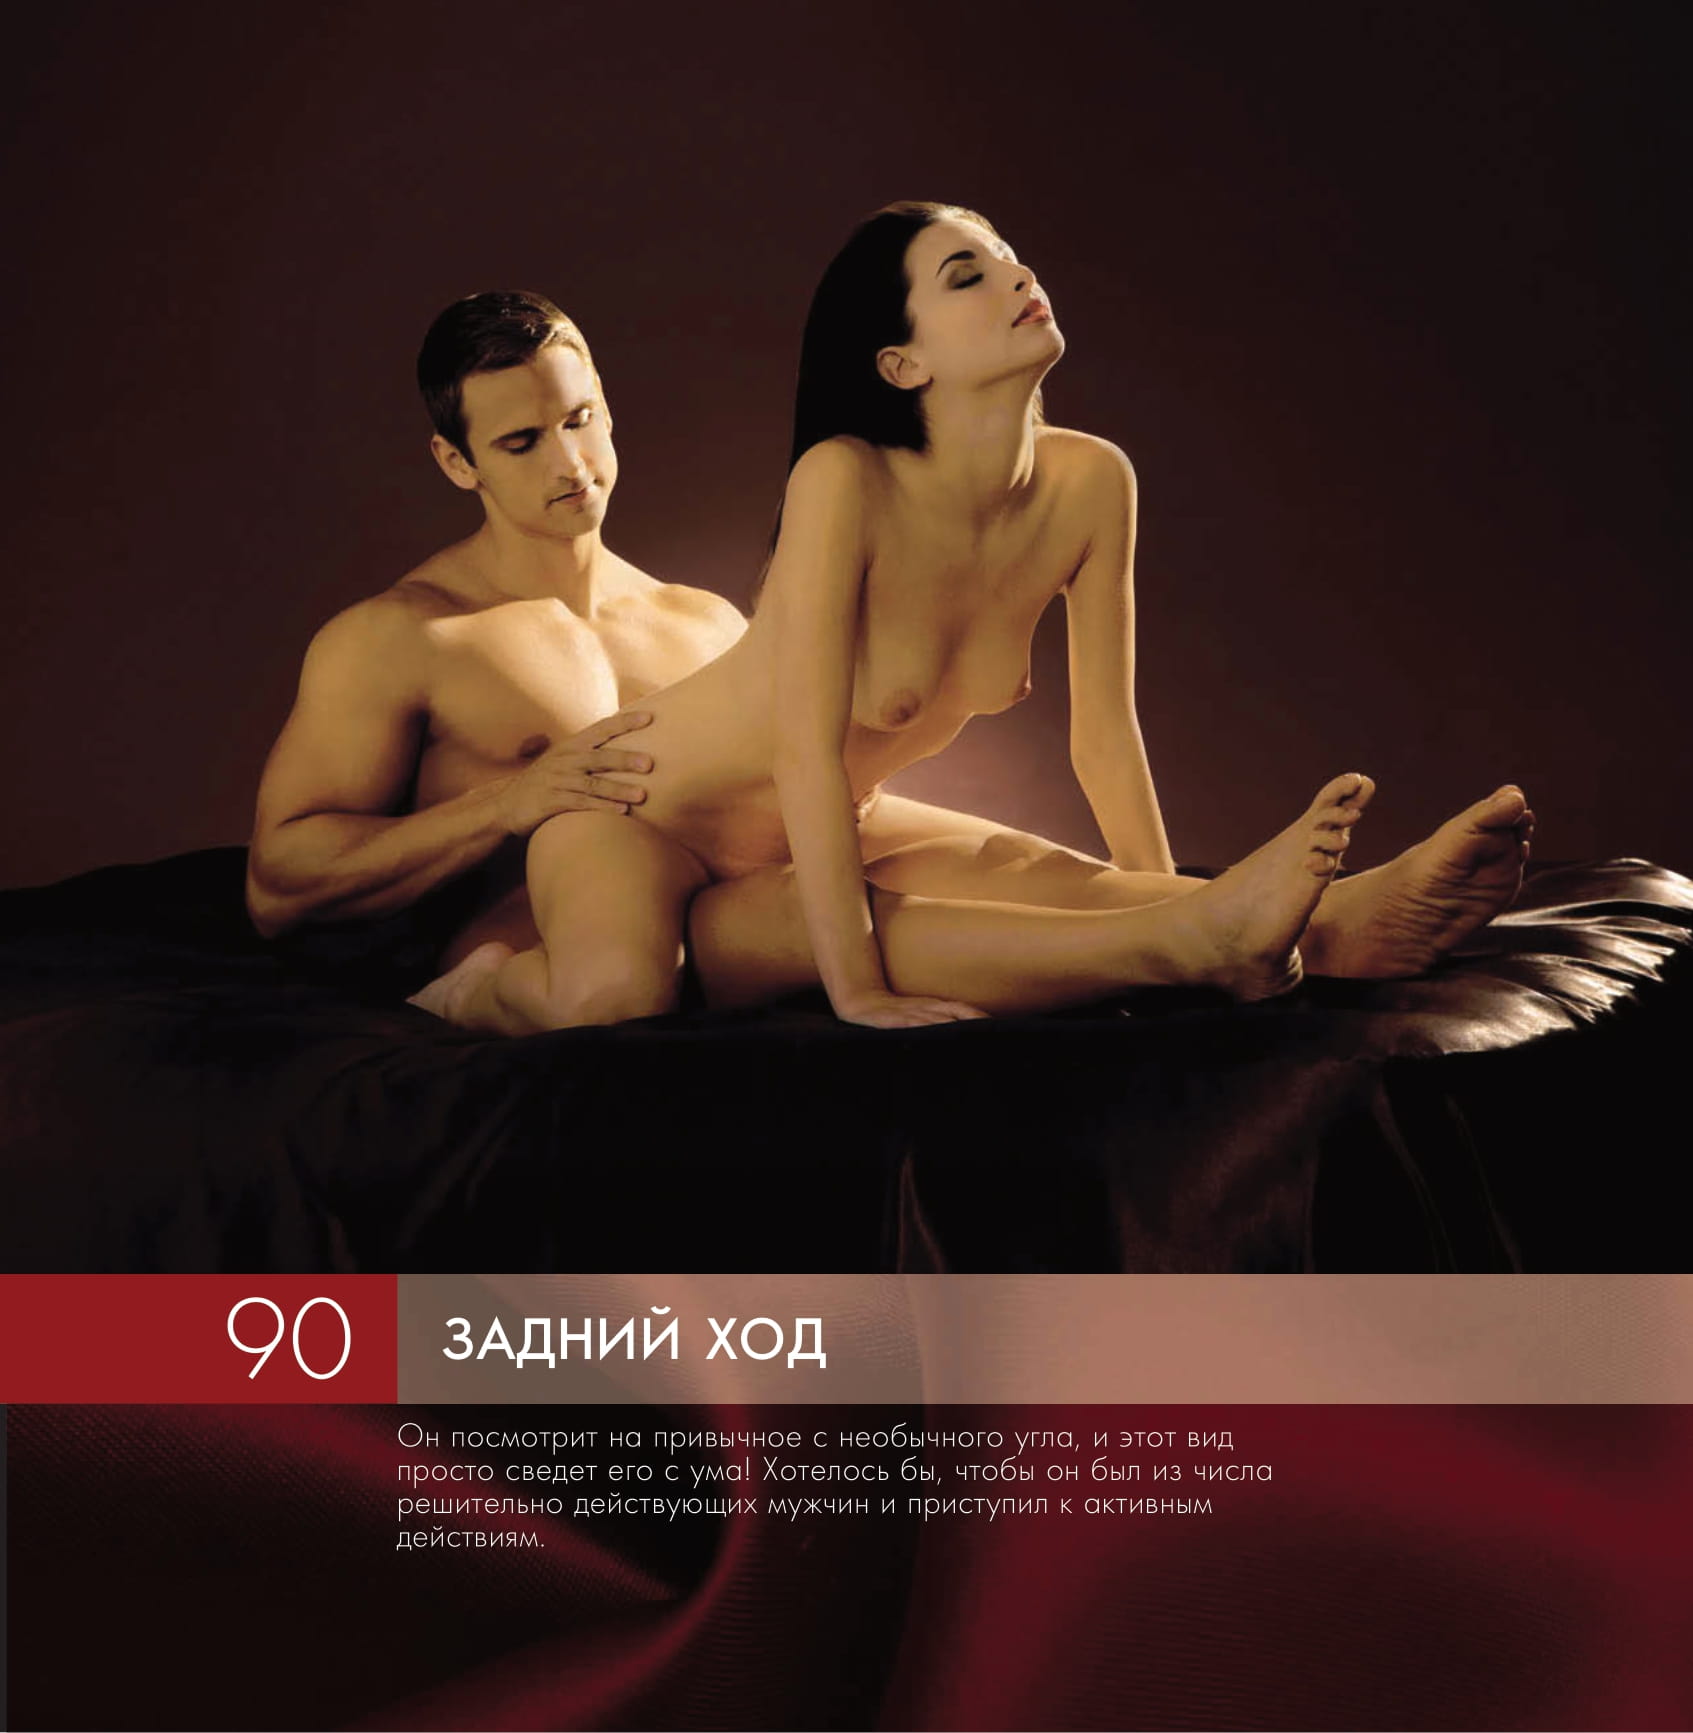 90
ЗАДНИЙ ХОД
Он посмотрит на привычное с необычного угла, и этот вид
просто сведет его с ума! Хотелось бы, чтобы он был из числа
решительно действующих мужчин и приступил к активным
действиям.